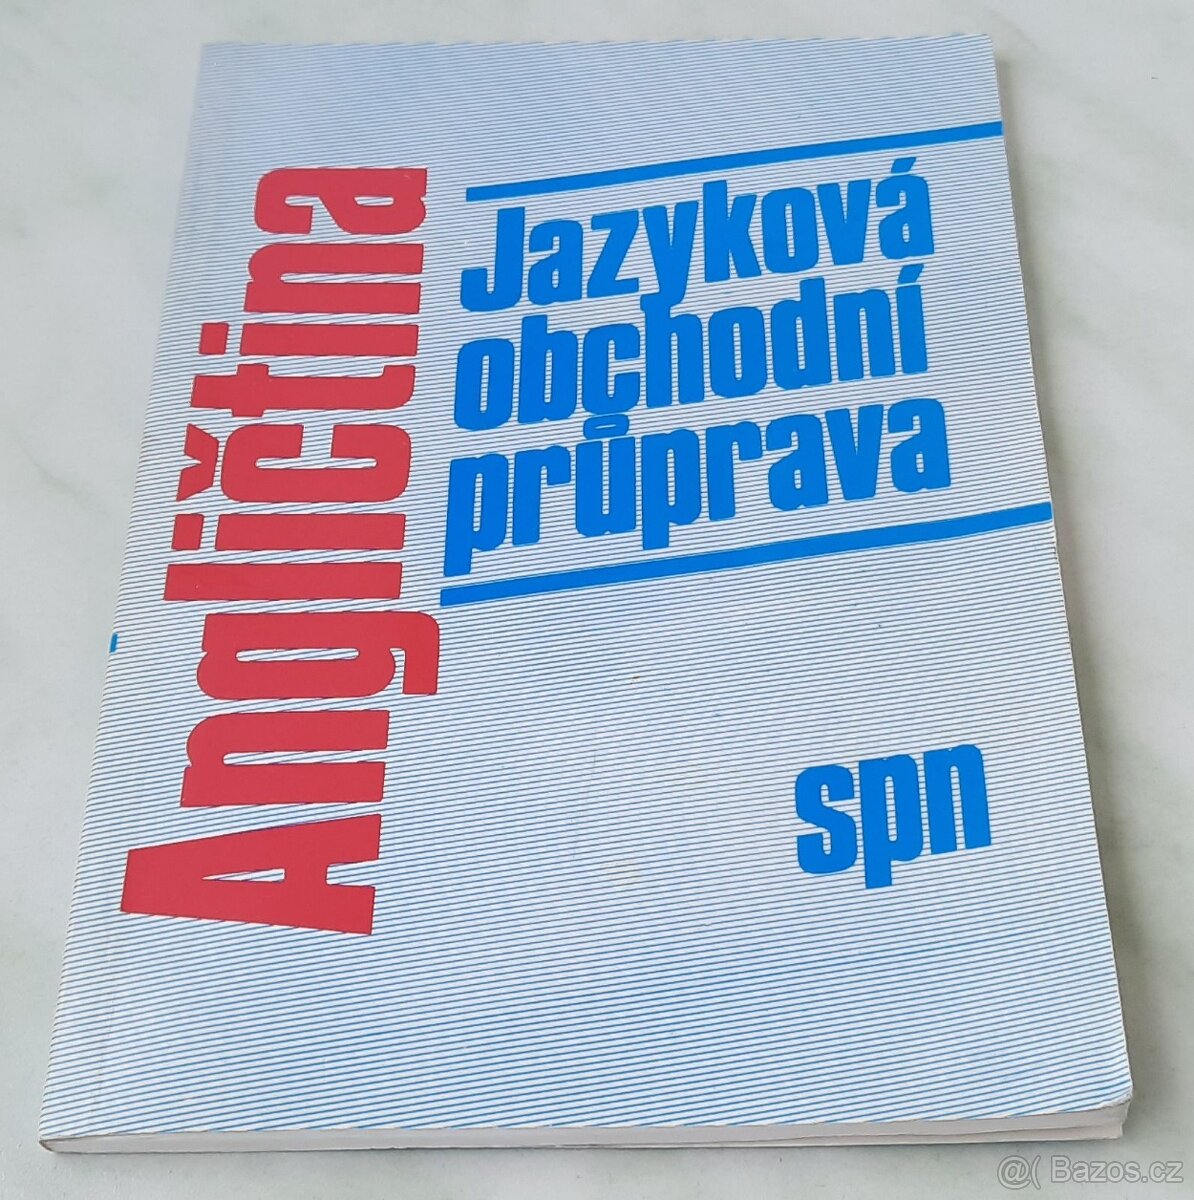 Angličtina
Jazyková
obchodní
průprava
spn
@( Bazos.cz